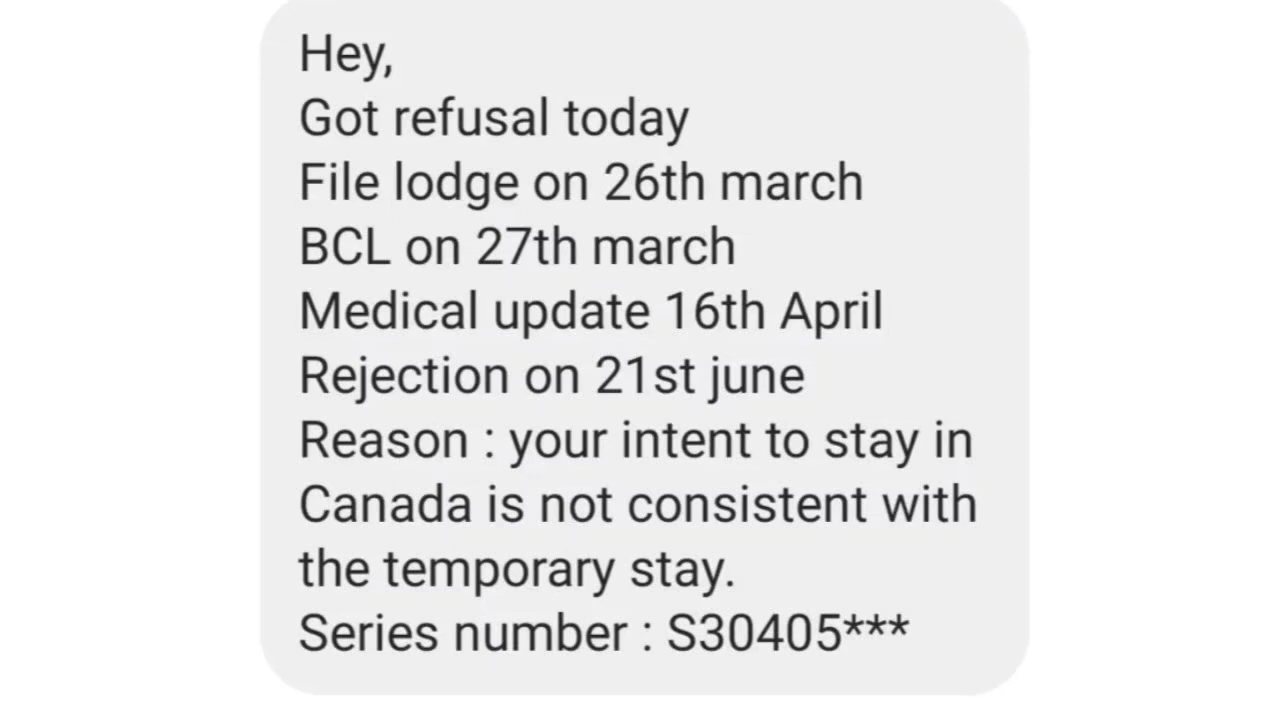 Hey,
Got refusal today
File lodge on 26th march
BCL on 27th march
Medical update 16th April
Rejection on 21st june
Reason : your intent to stay in
Canada is not consistent with
the temporary stay.
Series number : S30405***